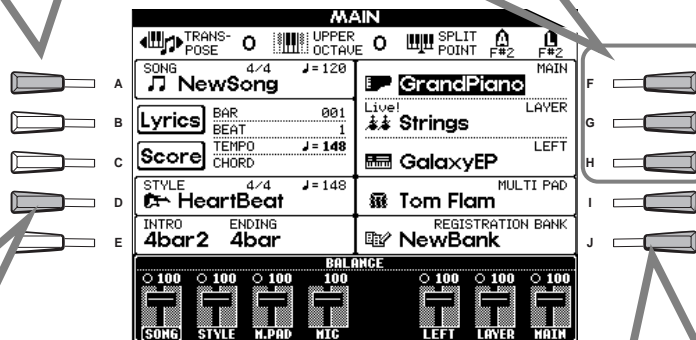 MAIN
TRANS-POSE 0 UPPER OCTAVE 0 SPLIT POINT A F#2 L F#2
SONG 4/4 ♩=120
NewSong
Lyrics BAR 001
BEAT 1
Score TEMPO ♩=148
CHORD
STYLE 4/4 ♩=148
HeartBeat
INTRO ENDING
4bar2 4bar
MAIN
GrandPiano
Live! LAYER
Strings
LEFT
GalaxyEP
MULTI PAD
Tom Flam
REGISTRATION BANK
NewBank
A
B
C
D
E
F
G
H
I
J
BALANCE
100 100 100 100 100 100 100
SONG STYLE M.PAD MIC LEFT LAYER MAIN